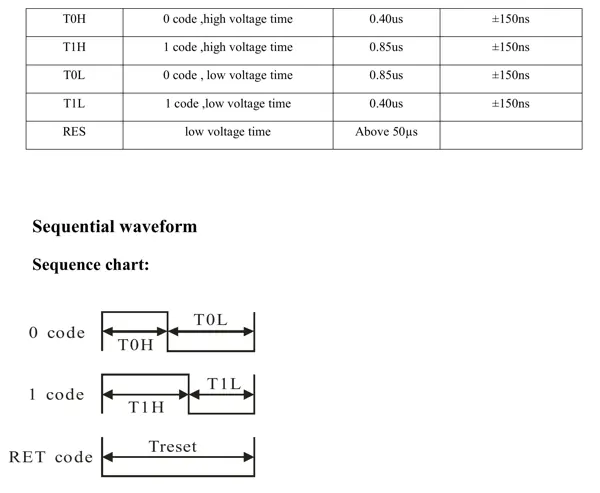 T0H 0 code ,high voltage time 0.40us ±150ns
T1H 1 code ,high voltage time 0.85us ±150ns
T0L 0 code , low voltage time 0.85us ±150ns
T1L 1 code ,low voltage time 0.40us ±150ns
RES low voltage time Above 50µs
Sequential waveform
Sequence chart:
0 code T0H T0L
1 code T1H T1L
RET code Treset